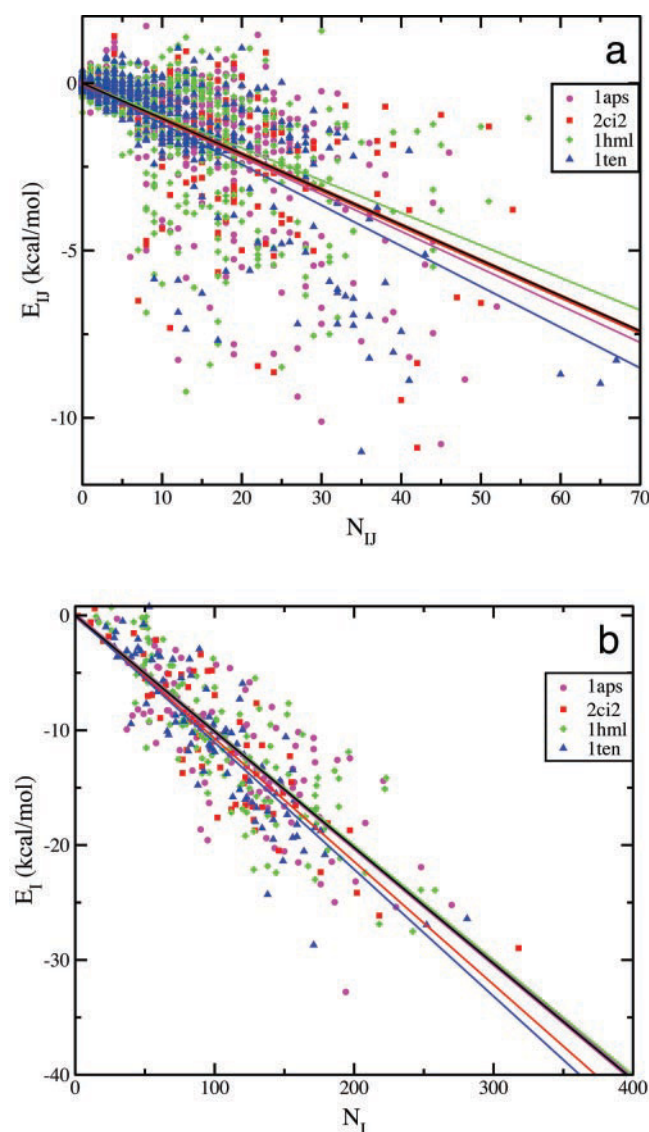 a
0
-5
-10
E_IJ (kcal/mol)
1aps
2ci2
1hml
1ten
0 10 20 30 40 50 60 70
N_IJ
b
0
-10
-20
-30
-40
E_I (kcal/mol)
1aps
2ci2
1hml
1ten
0 100 200 300 400
N_I